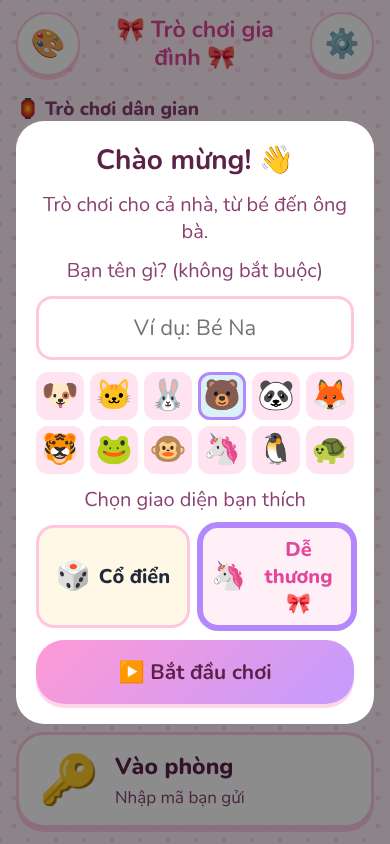 🎀 Trò chơi gia
đình 🎀
🏮 Trò chơi dân gian
Chào mừng! 👋
Trò chơi cho cả nhà, từ bé đến ông
bà.
Bạn tên gì? (không bắt buộc)
Ví dụ: Bé Na
Chọn giao diện bạn thích
Cổ điển
Dễ
thương
🎀
▶️ Bắt đầu chơi
Vào phòng
Nhập mã bạn gửi